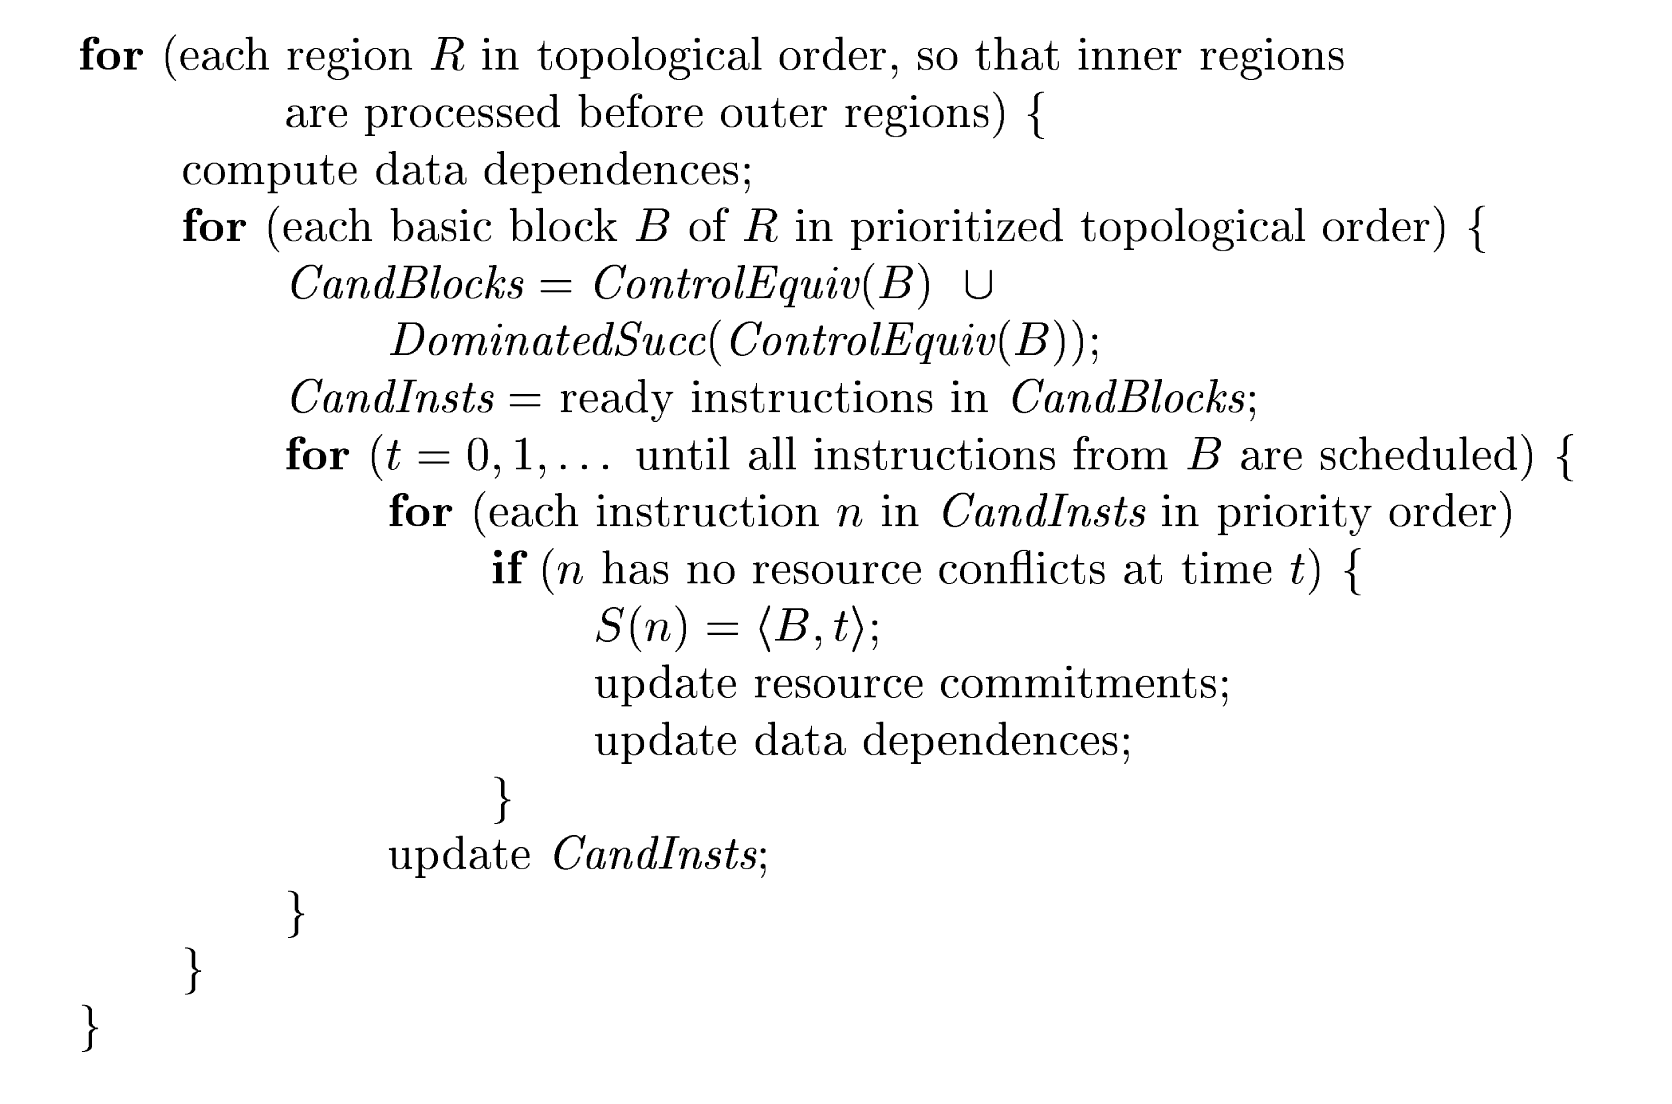 for (each region R in topological order, so that inner regions
are processed before outer regions) {
compute data dependences;
for (each basic block B of R in prioritized topological order) {
CandBlocks = ControlEquiv(B) ∪
DominatedSucc(ControlEquiv(B));
CandInsts = ready instructions in CandBlocks;
for (t = 0, 1, . . . until all instructions from B are scheduled) {
for (each instruction n in CandInsts in priority order)
if (n has no resource conflicts at time t) {
S(n) = ⟨B, t⟩;
update resource commitments;
update data dependences;
}
update CandInsts;
}
}
}